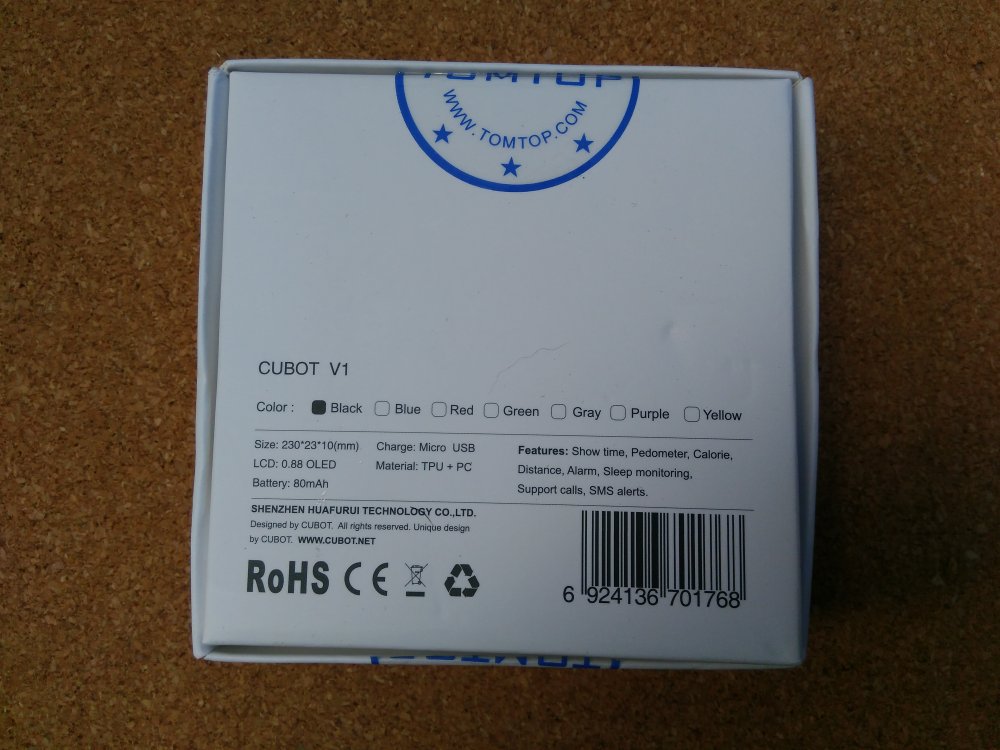 TOMTOP
WWW.TOMTOP.COM
CUBOT V1
Color : Black Blue Red Green Gray Purple Yellow
Size: 230*23*10(mm) Charge: Micro USB
LCD: 0.88 OLED Material: TPU + PC
Battery: 80mAh
Features: Show time, Pedometer, Calorie,
Distance, Alarm, Sleep monitoring,
Support calls, SMS alerts.
SHENZHEN HUAFURUI TECHNOLOGY CO.,LTD.
Designed by CUBOT. All rights reserved. Unique design
by CUBOT. WWW.CUBOT.NET
RoHS CE
6 924136 701768
TOMTOP